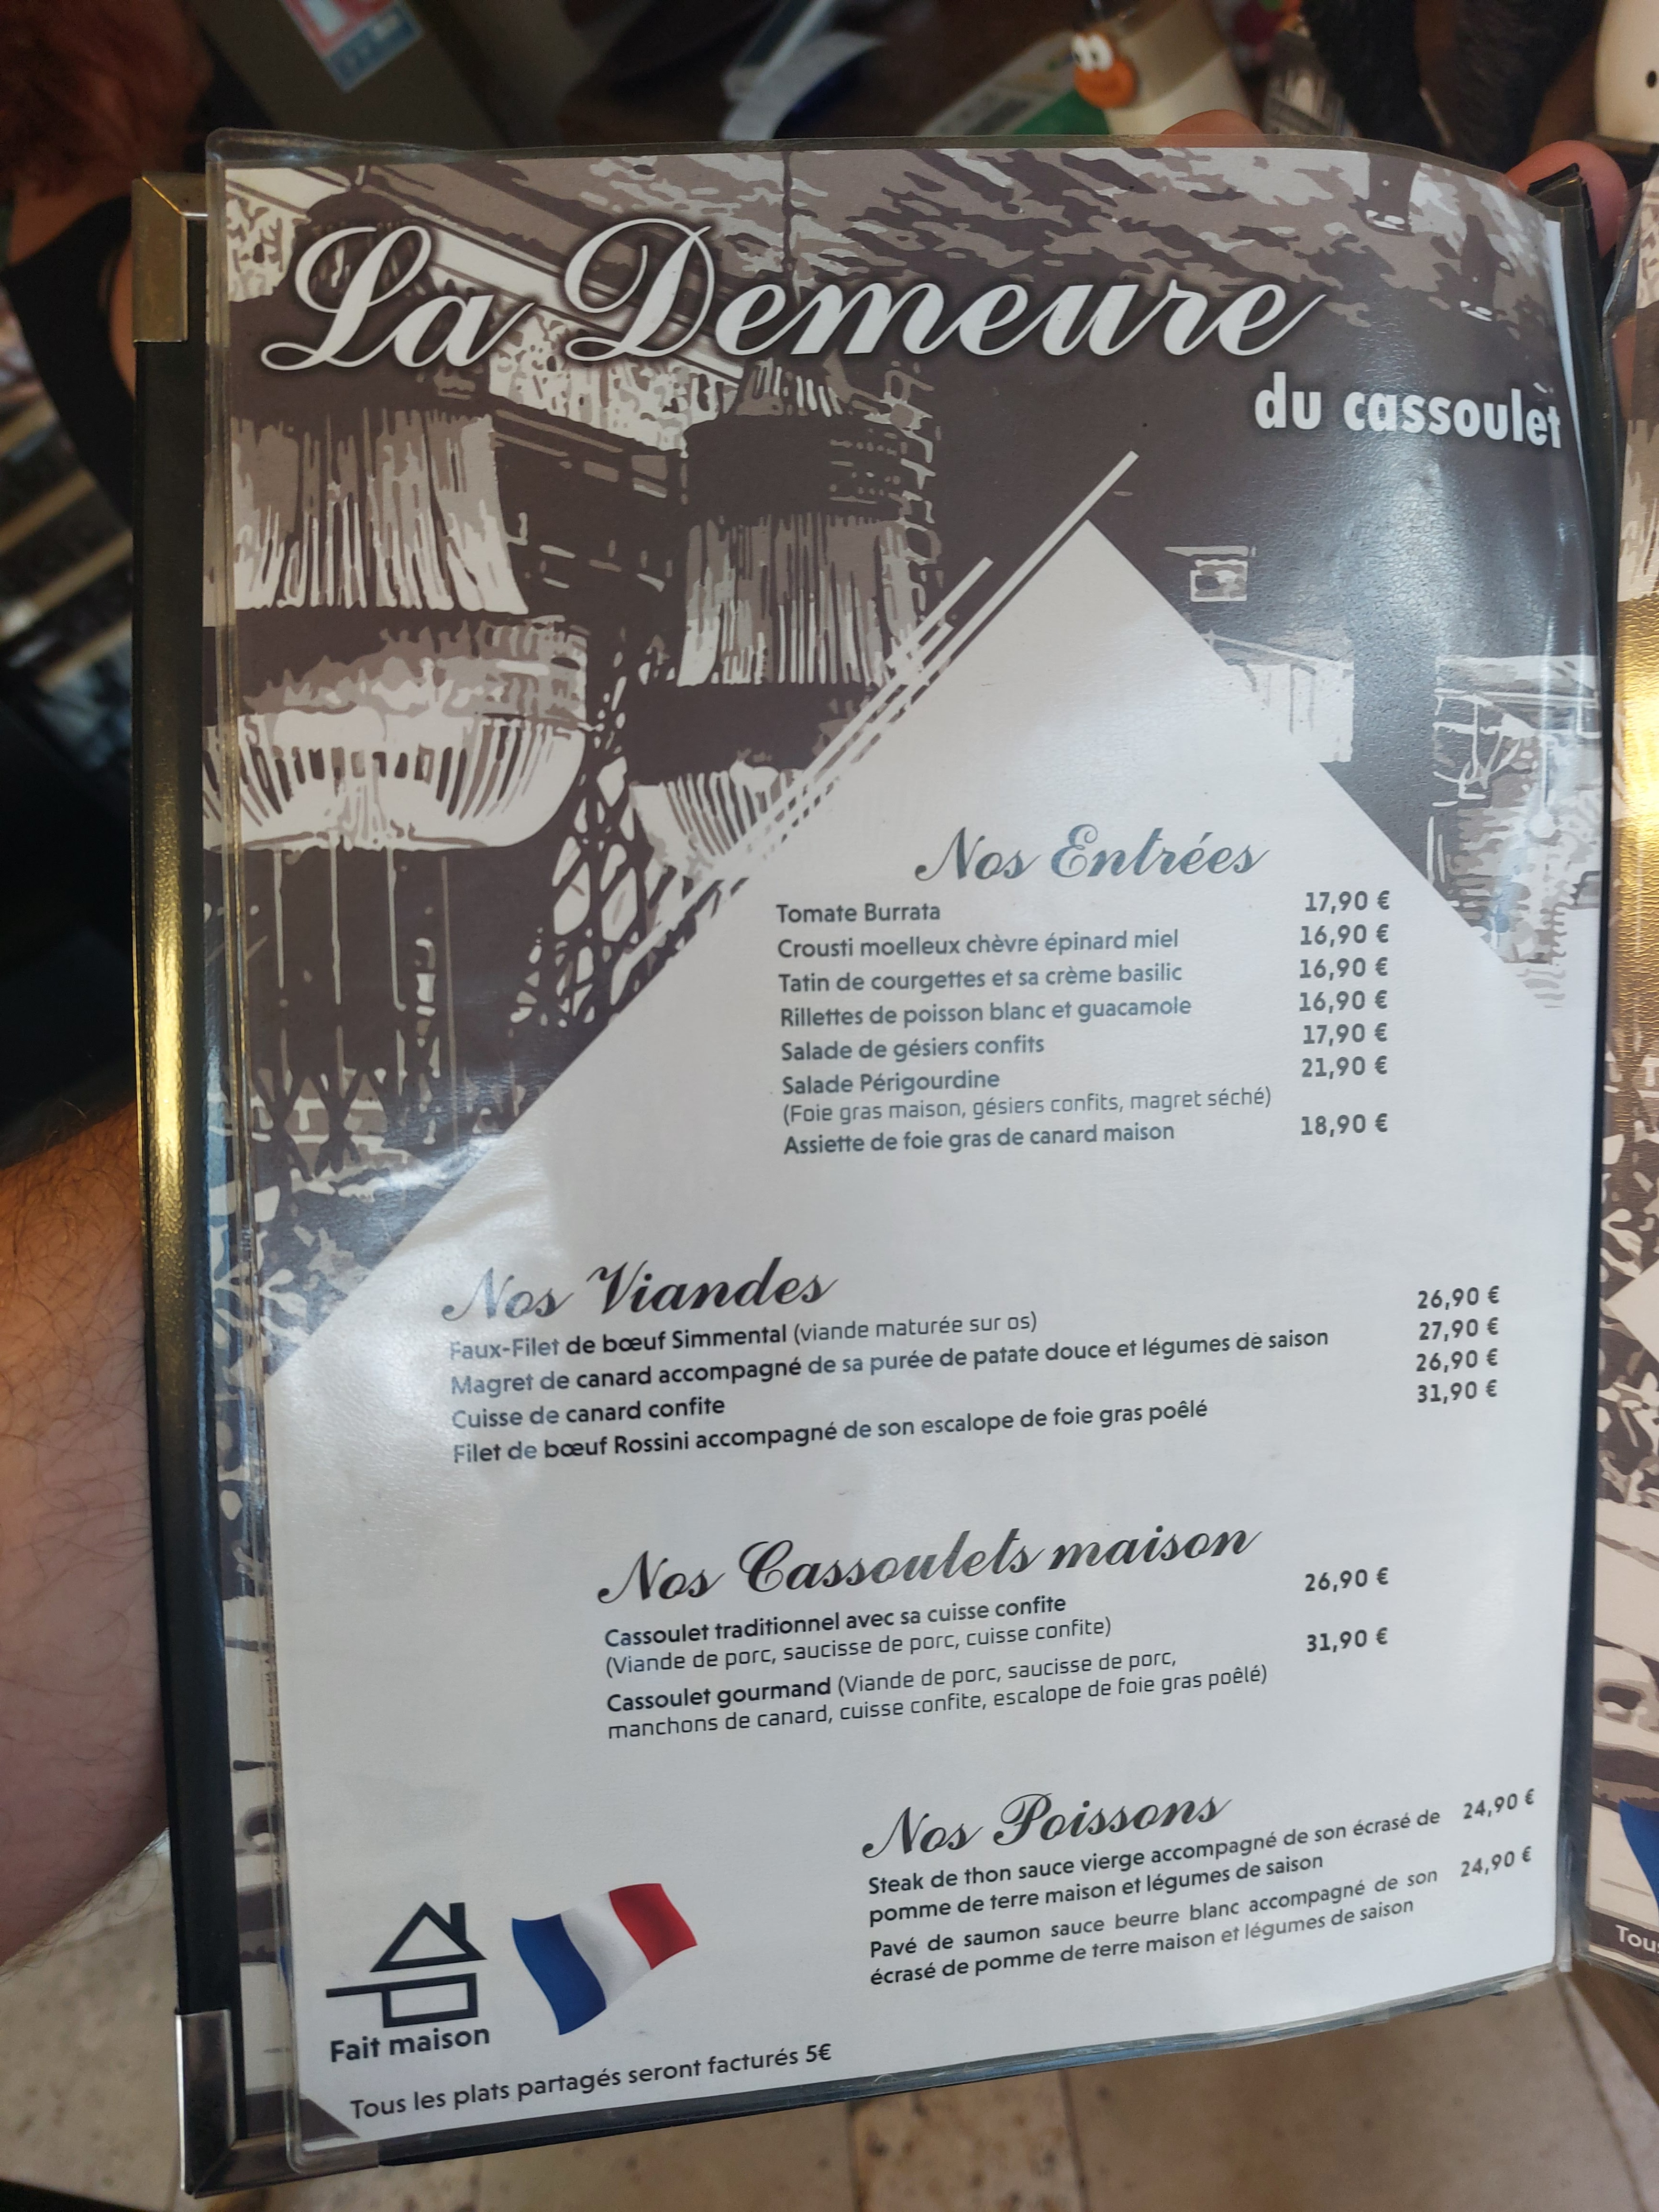 La Demeure
du cassoulet
Nos Entrées
Tomate Burrata 17,90 €
Crousti moelleux chèvre épinard miel 16,90 €
Tatin de courgettes et sa crème basilic 16,90 €
Rillettes de poisson blanc et guacamole 16,90 €
Salade de gésiers confits 17,90 €
Salade Périgourdine 21,90 €
(Foie gras maison, gésiers confits, magret séché)
Assiette de foie gras de canard maison 18,90 €
Nos Viandes
Faux-Filet de bœuf Simmental (viande maturée sur os) 26,90 €
Magret de canard accompagné de sa purée de patate douce et légumes de saison 27,90 €
Cuisse de canard confite 26,90 €
Filet de bœuf Rossini accompagné de son escalope de foie gras poêlé 31,90 €
Nos Cassoulets maison
Cassoulet traditionnel avec sa cuisse confite 26,90 €
(Viande de porc, saucisse de porc, cuisse confite)
Cassoulet gourmand (Viande de porc, saucisse de porc, 31,90 €
manchons de canard, cuisse confite, escalope de foie gras poêlé)
Nos Poissons
Steak de thon sauce vierge accompagné de son écrasé de 24,90 €
pomme de terre maison et légumes de saison
Pavé de saumon sauce beurre blanc accompagné de son 24,90 €
écrasé de pomme de terre maison et légumes de saison
Fait maison
Tous les plats partagés seront facturés 5€
Tous